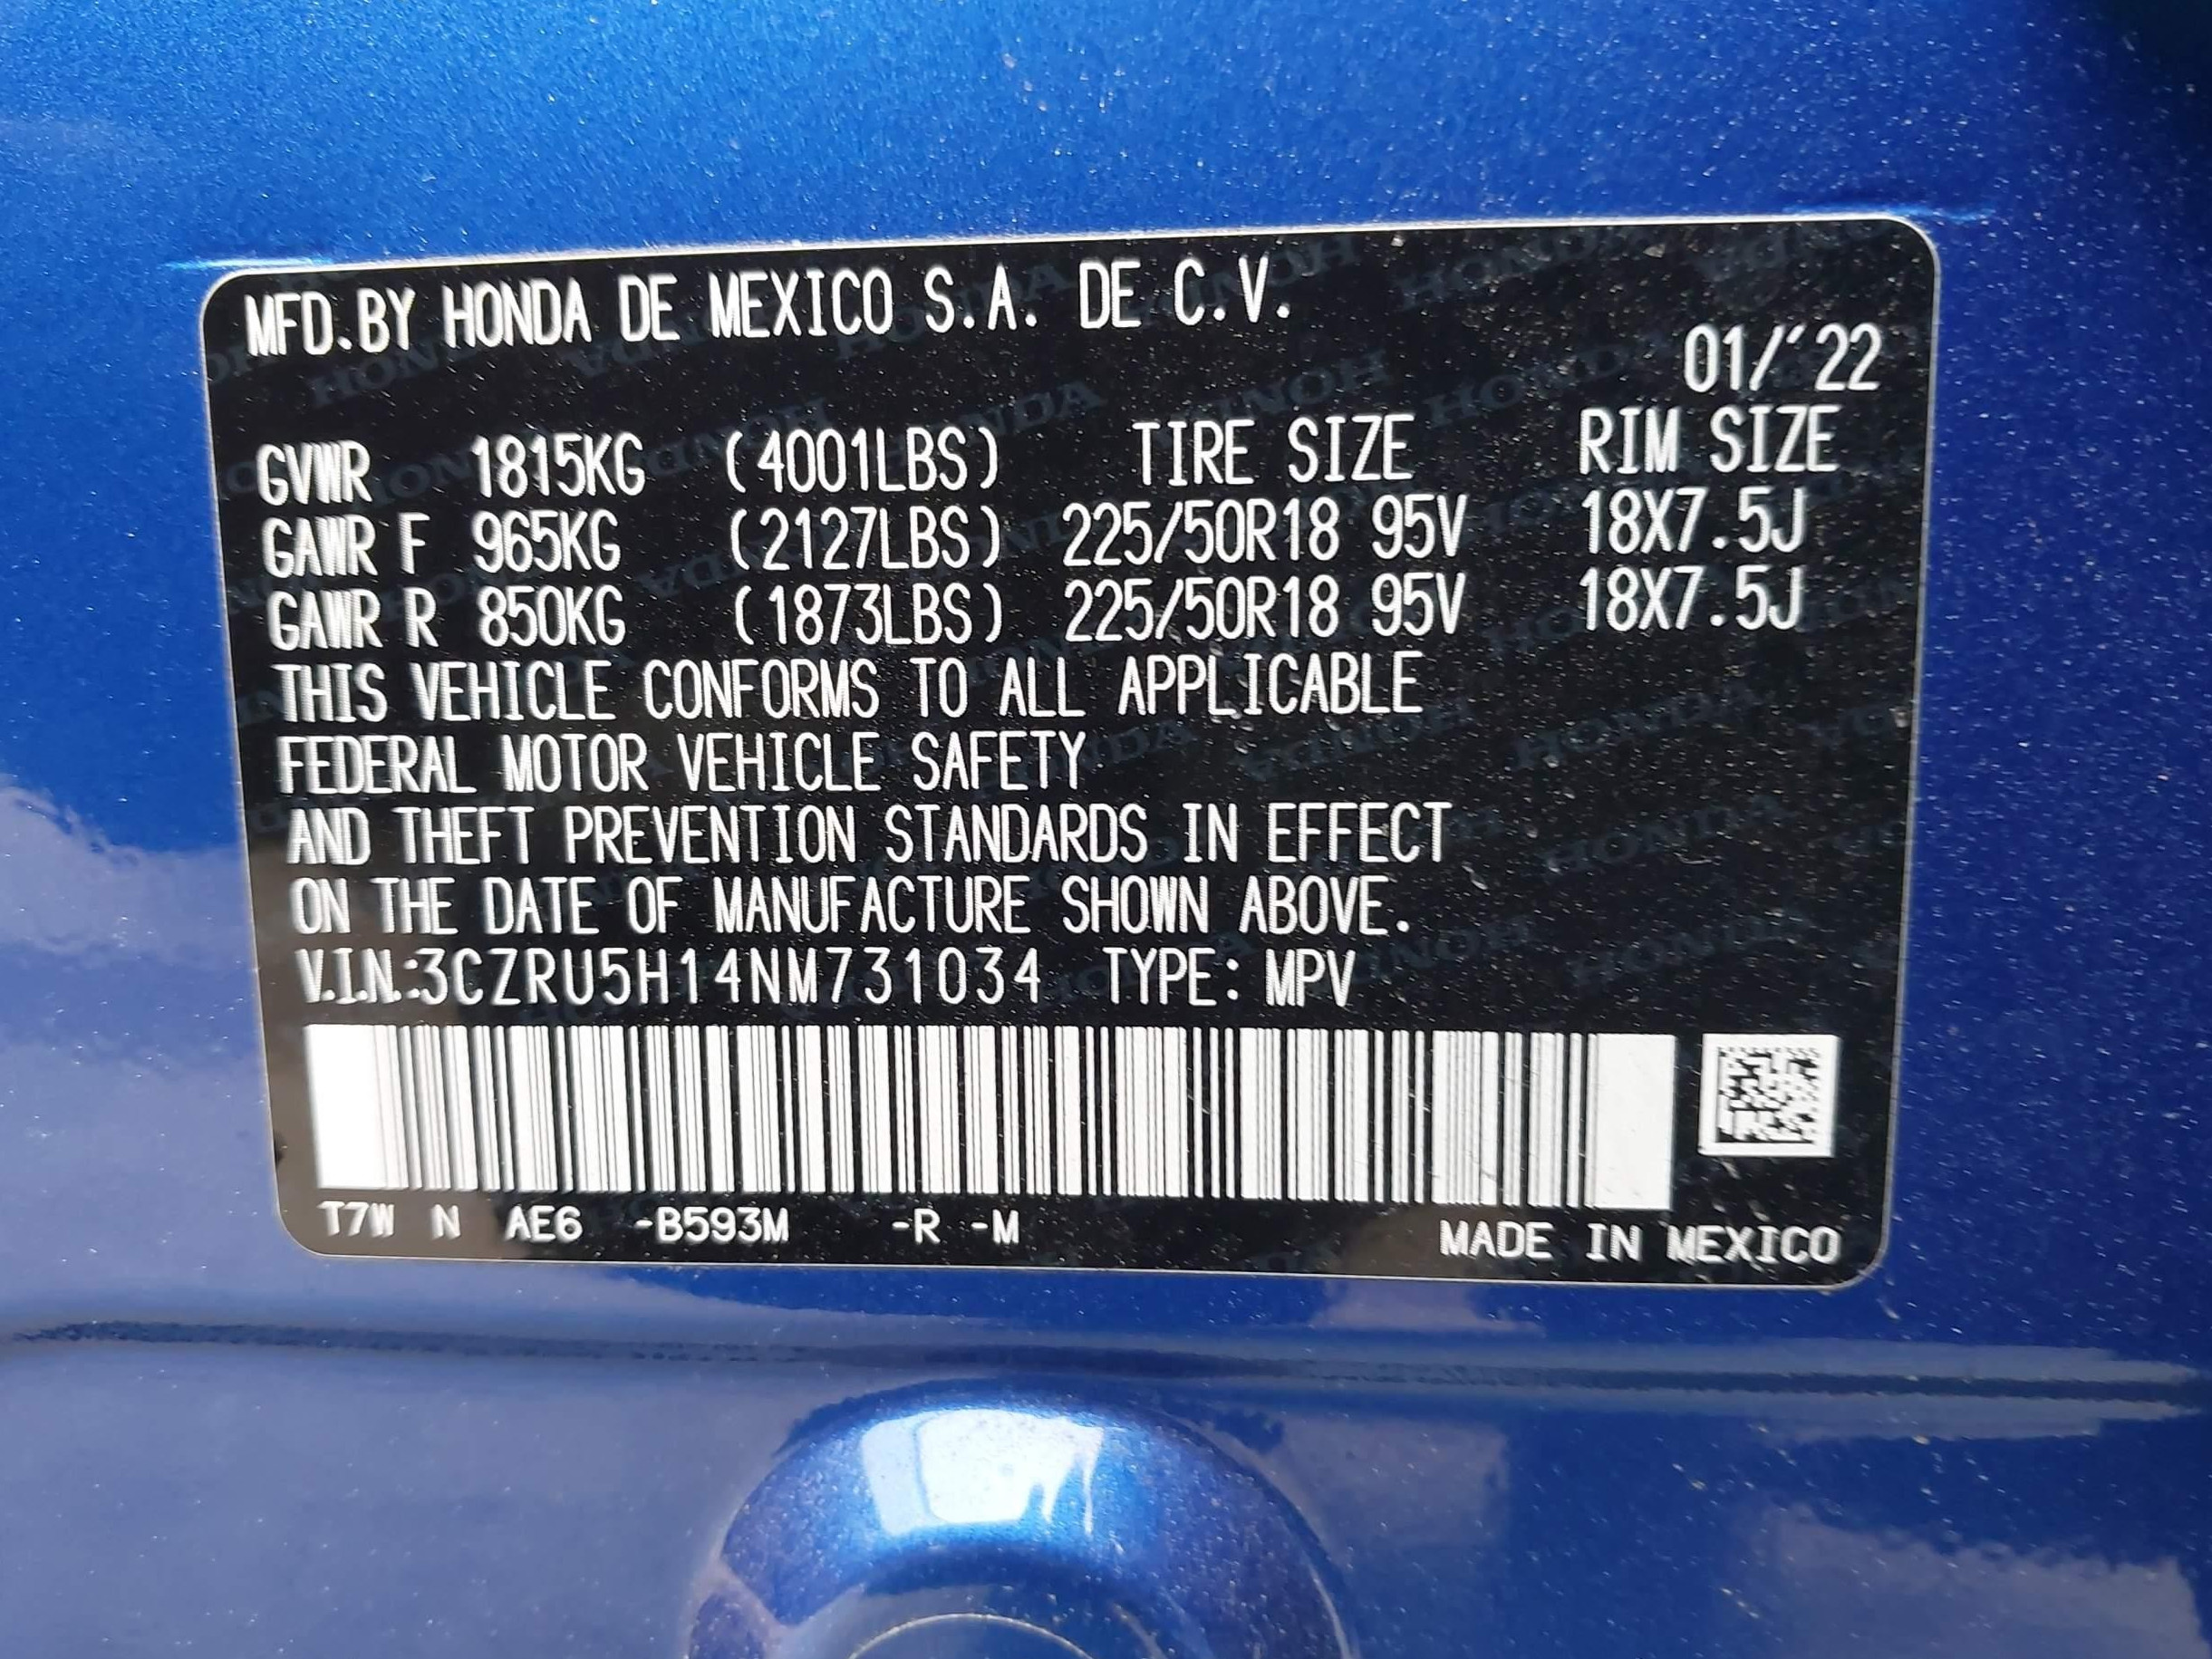 MFD.BY HONDA DE MEXICO S.A. DE C.V.
01/´22
GVWR 1815KG (4001LBS) TIRE SIZE RIM SIZE
GAWR F 965KG (2127LBS) 225/50R18 95V 18X7.5J
GAWR R 850KG (1873LBS) 225/50R18 95V 18X7.5J
THIS VEHICLE CONFORMS TO ALL APPLICABLE
FEDERAL MOTOR VEHICLE SAFETY
AND THEFT PREVENTION STANDARDS IN EFFECT
ON THE DATE OF MANUFACTURE SHOWN ABOVE.
V.I.N.:3CZRU5H14NM731034 TYPE: MPV
T7W N AE6 -B593M -R -M MADE IN MEXICO